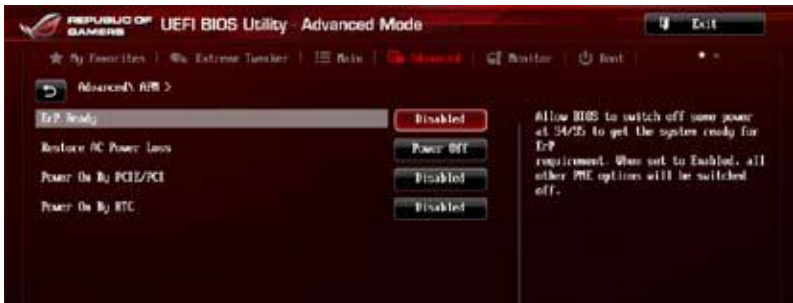 REPUBLIC OF GAMERS
UEFI BIOS Utility - Advanced Mode
Exit
My Favorites | Extreme Tweaker | Main | Advanced | Monitor | Boot
Advanced\ APM >
ErP Ready
Disabled
Restore AC Power Loss
Power Off
Power On By PCIE/PCI
Disabled
Power On By RTC
Disabled
Allow BIOS to switch off some power
at S4/S5 to get the system ready for
ErP
requirement. When set to Enabled, all
other PME options will be switched
off.